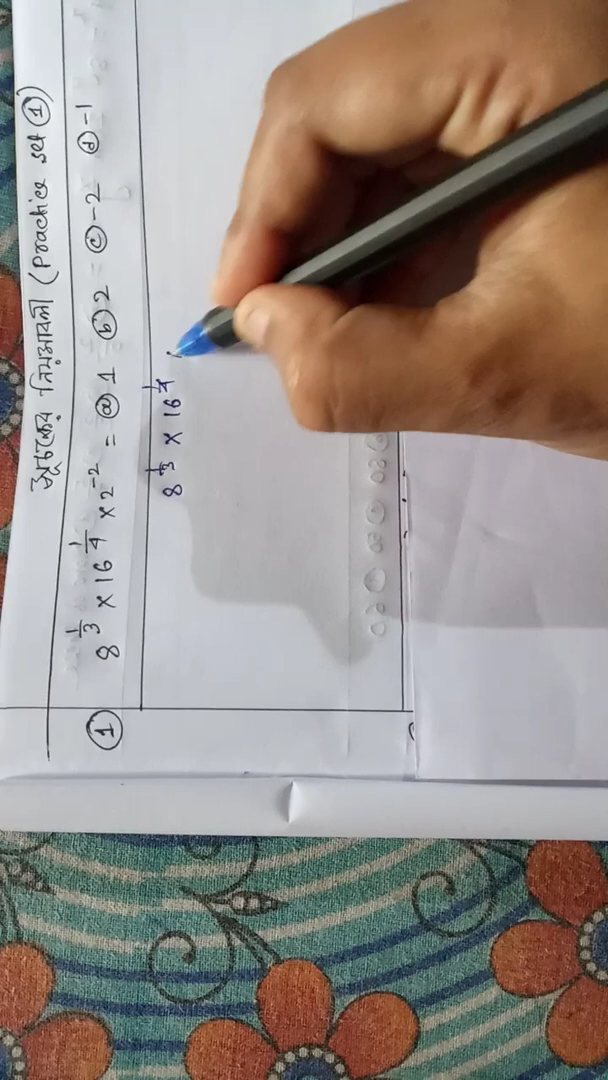 সূচকের নিয়মাবলী (Practice set ①)
① 8^{1/3} × 16^{1/4} × 2^{-2} = ⓐ 1 ⓑ 2 ⓒ -2 ⓓ -1
8^{1/3} × 16^{1/4}